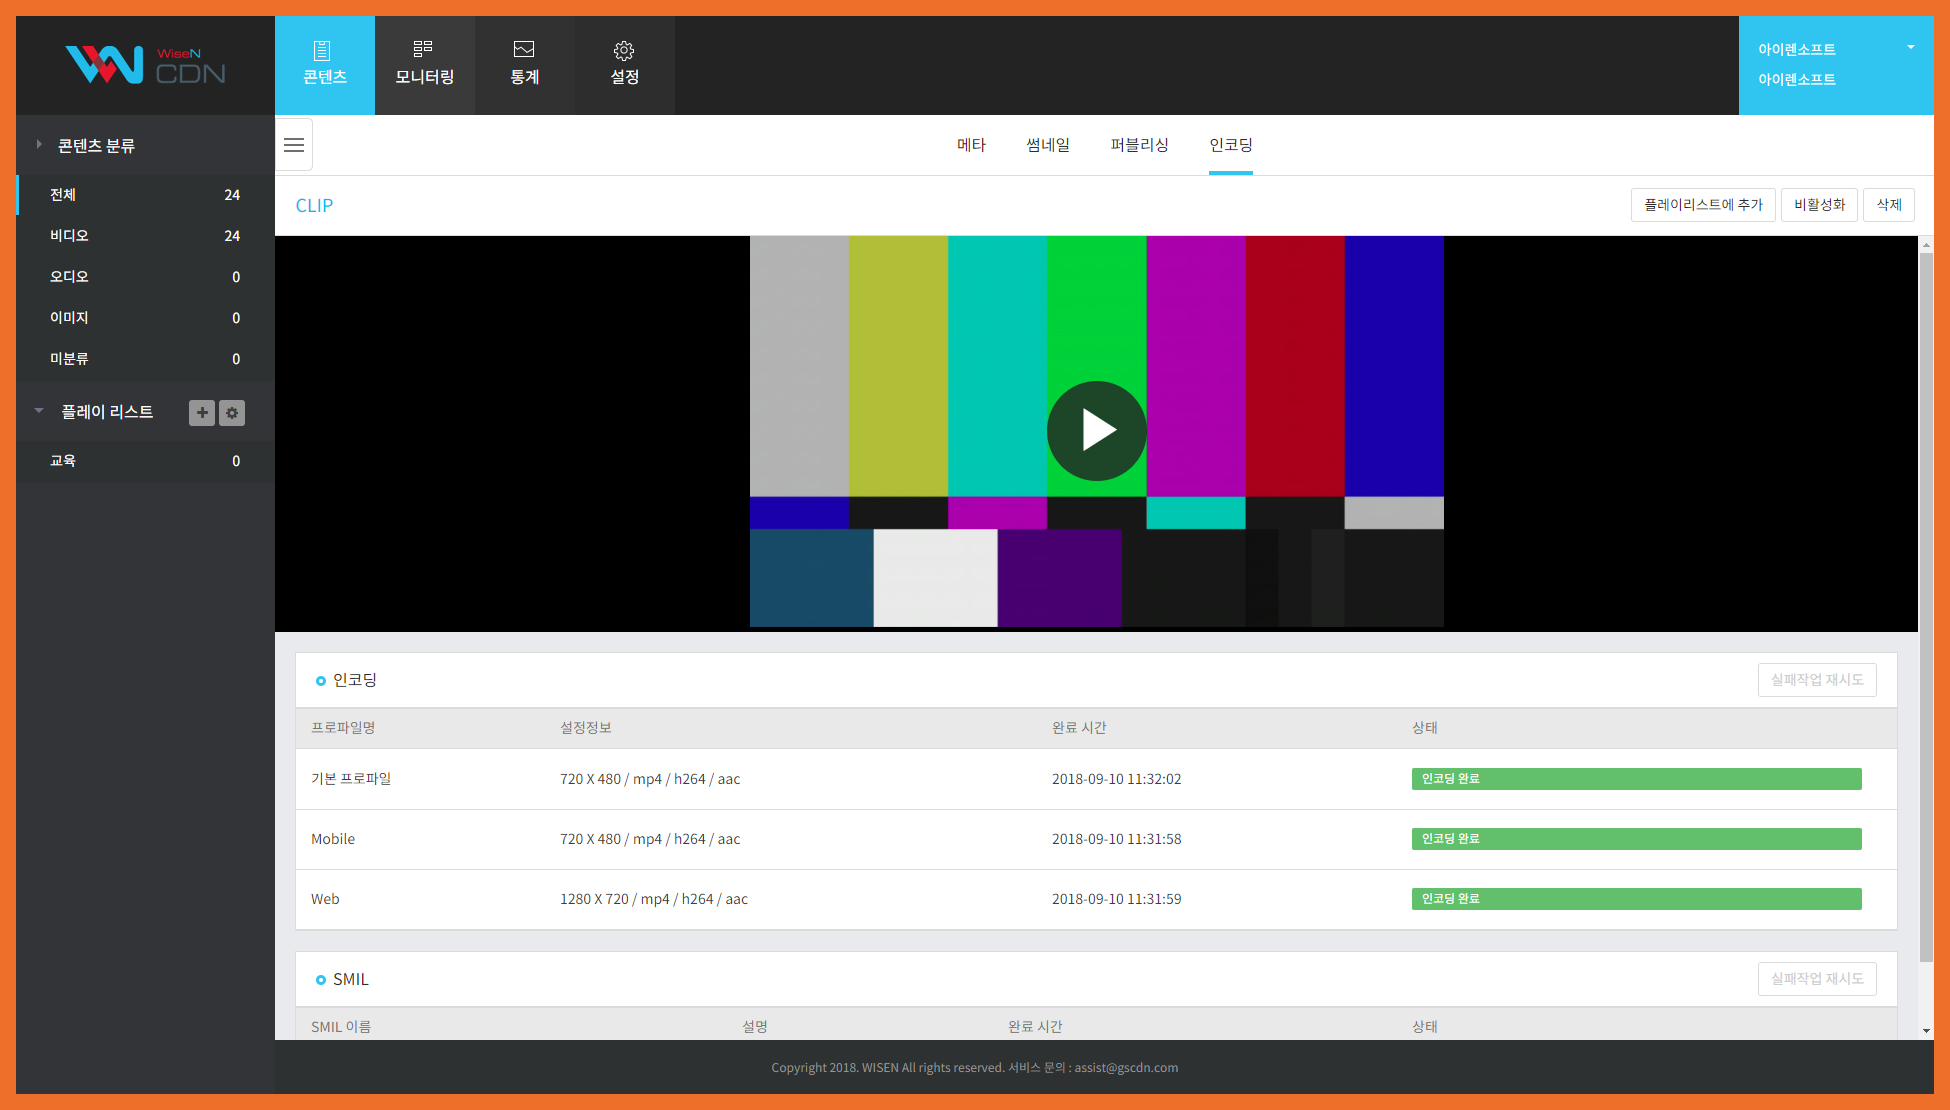 WiseN
CDN
콘텐츠
모니터링
통계
설정
아이렌소프트
아이렌소프트
콘텐츠 분류
전체 24
비디오 24
오디오 0
이미지 0
미분류 0
플레이 리스트
교육 0
메타 썸네일 퍼블리싱 인코딩
CLIP
플레이리스트에 추가 비활성화 삭제
인코딩
실패작업 재시도
프로파일명 설정정보 완료 시간 상태
기본 프로파일 720 X 480 / mp4 / h264 / aac 2018-09-10 11:32:02 인코딩 완료
Mobile 720 X 480 / mp4 / h264 / aac 2018-09-10 11:31:58 인코딩 완료
Web 1280 X 720 / mp4 / h264 / aac 2018-09-10 11:31:59 인코딩 완료
SMIL
실패작업 재시도
SMIL 이름 설명 완료 시간 상태
Copyright 2018. WISEN All rights reserved. 서비스 문의 : assist@gscdn.com